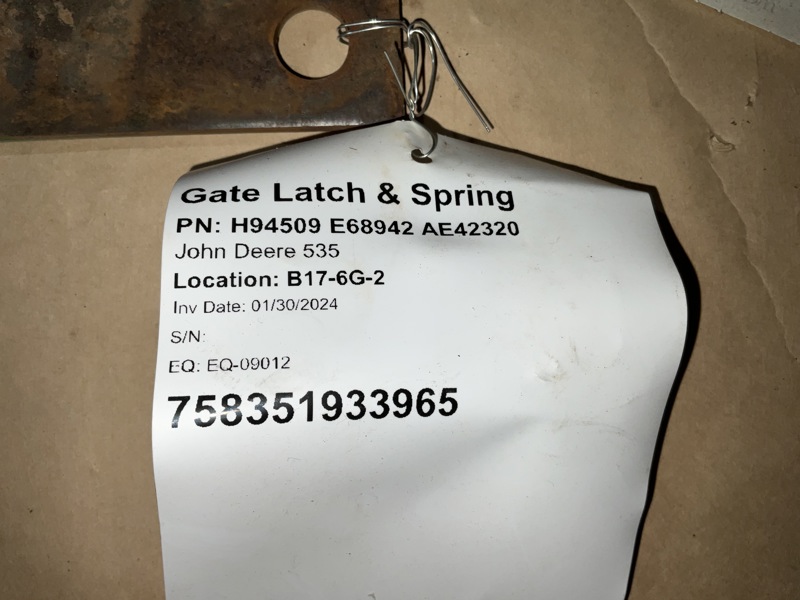 Gate Latch & Spring
PN: H94509 E68942 AE42320
John Deere 535
Location: B17-6G-2
Inv Date: 01/30/2024
S/N:
EQ: EQ-09012
758351933965